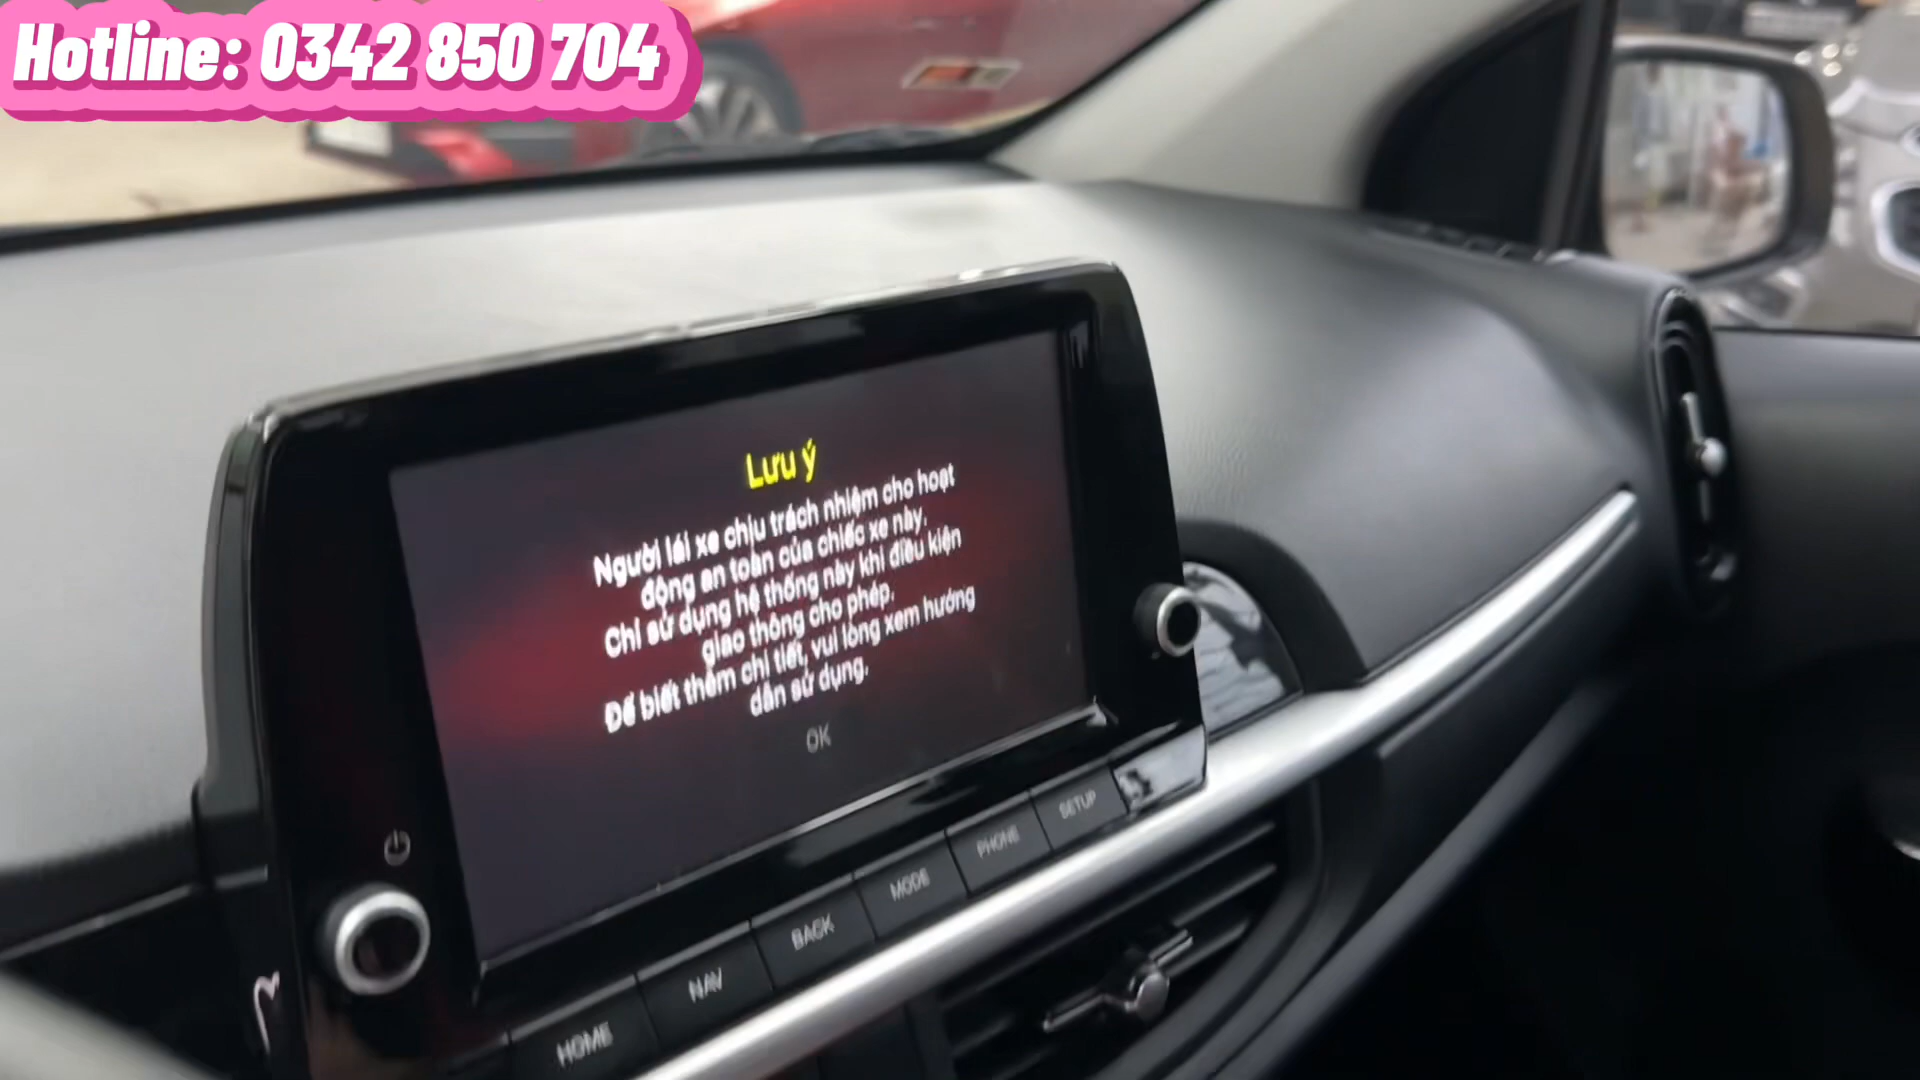 Hotline: 0342 850 704
Lưu ý
Người lái xe chịu trách nhiệm cho hoạt
động an toàn của chiếc xe này.
Chỉ sử dụng hệ thống này khi điều kiện
giao thông cho phép.
Để biết thêm chi tiết, vui lòng xem hướng
dẫn sử dụng.
OK
HOME
NAV
BACK
MODE
PHONE
SETUP